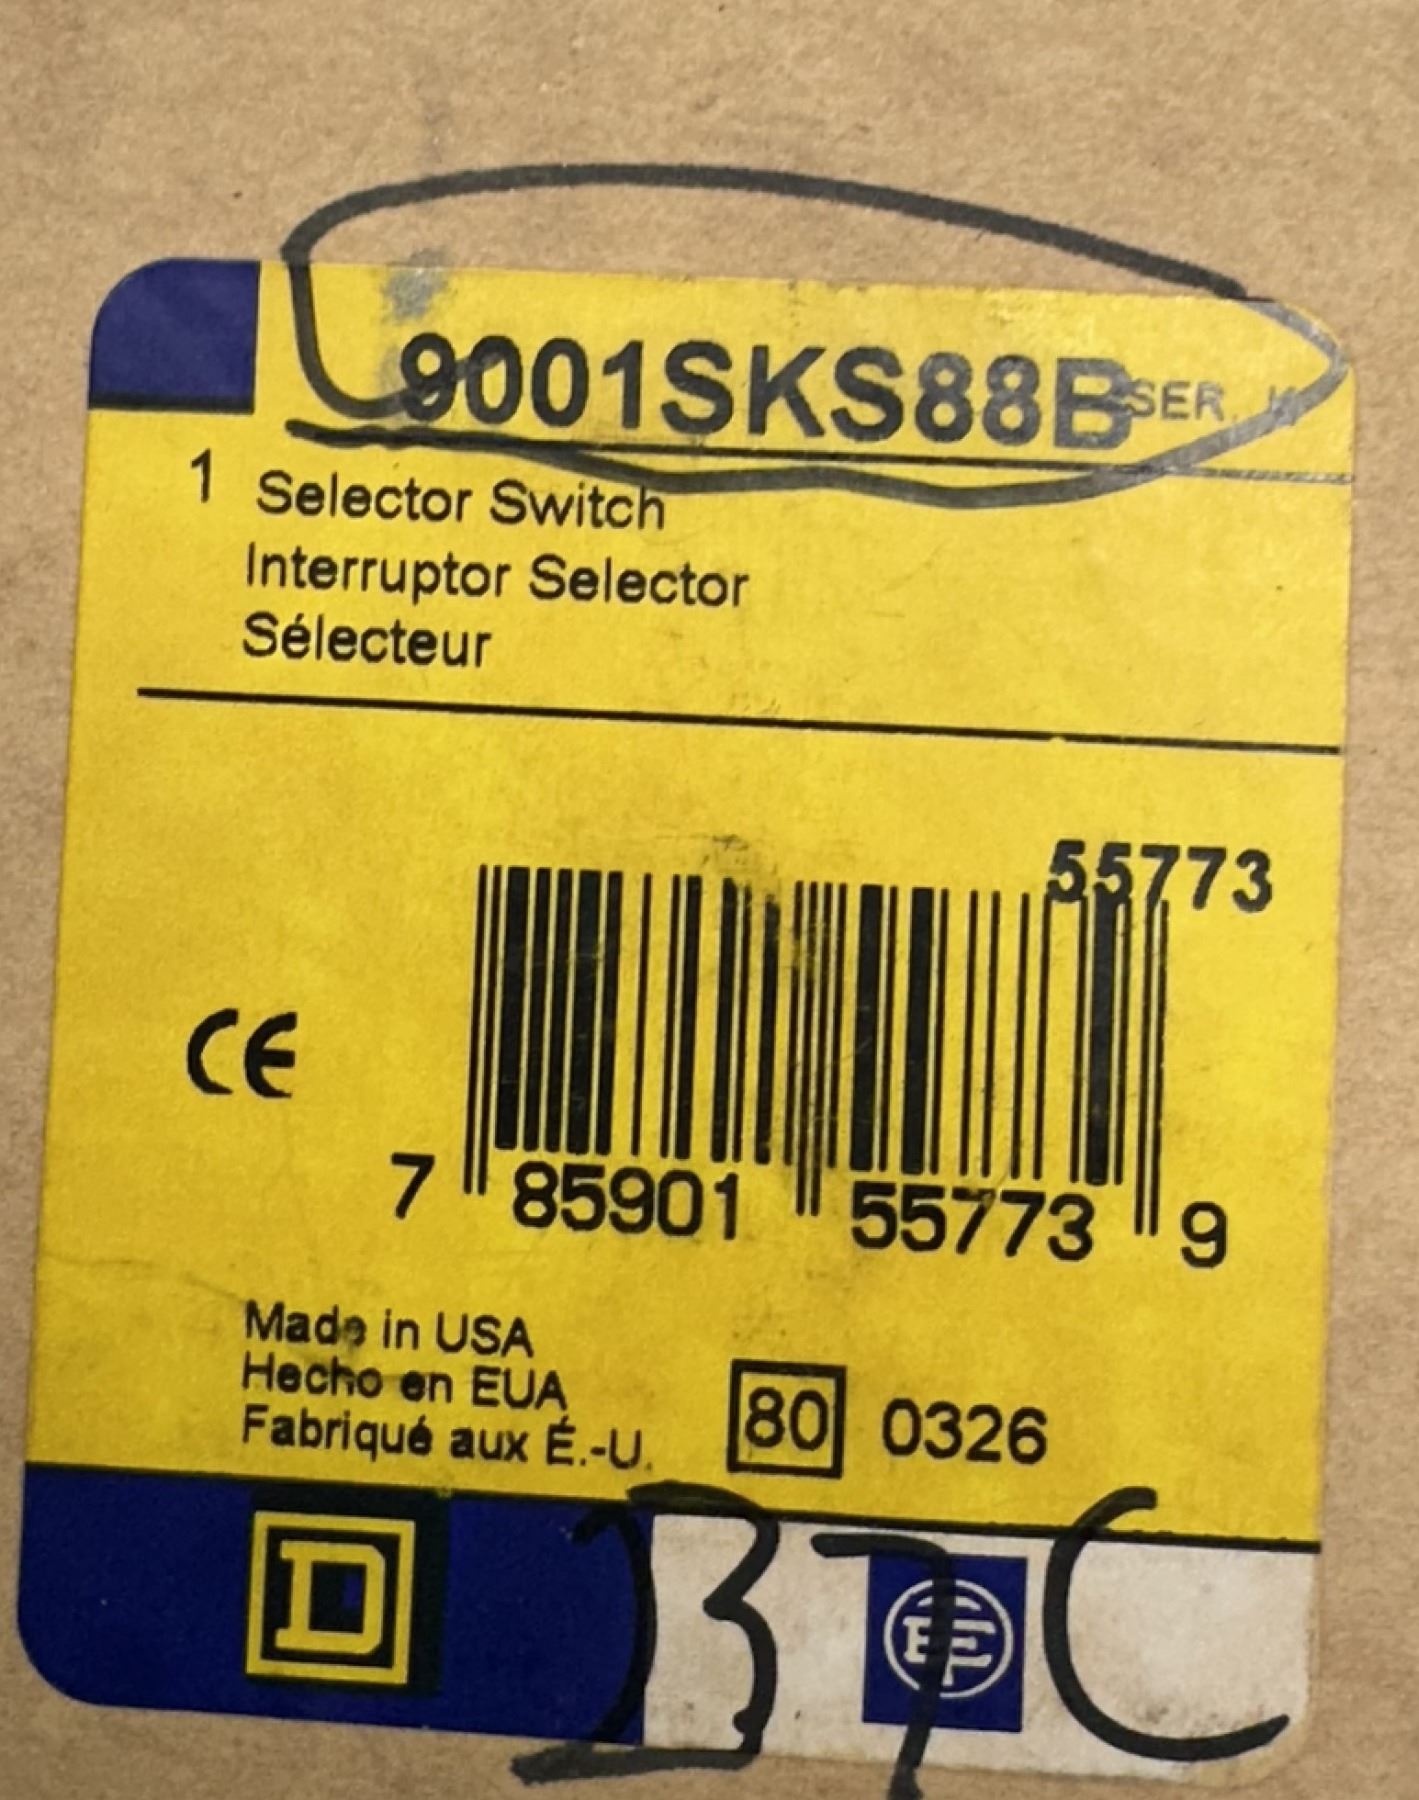 9001SKS88B SER.
1 Selector Switch
Interruptor Selector
Sélecteur
55773
CE
7 85901 55773 9
Made in USA
Hecho en EUA
Fabriqué aux É.-U.
80 0326
D
37C